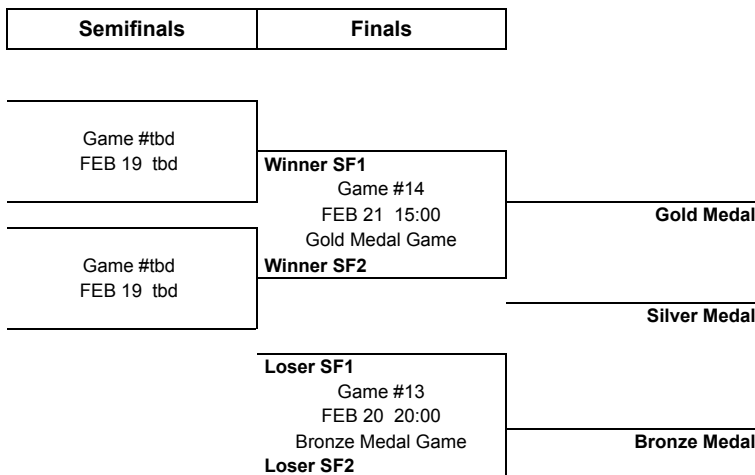 Semifinals
Finals
Game #tbd
FEB 19 tbd
Winner SF1
Game #14
FEB 21 15:00
Gold Medal Game
Winner SF2
Gold Medal
Game #tbd
FEB 19 tbd
Silver Medal
Loser SF1
Game #13
FEB 20 20:00
Bronze Medal Game
Loser SF2
Bronze Medal